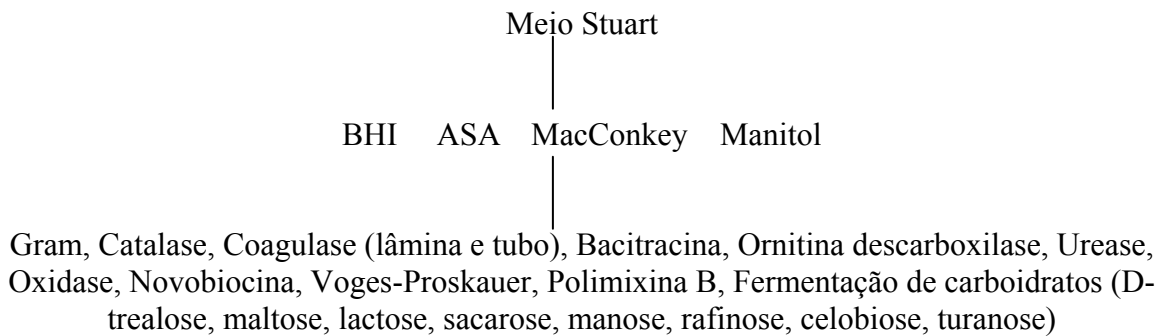 Meio Stuart
BHI ASA MacConkey Manitol
Gram, Catalase, Coagulase (lâmina e tubo), Bacitracina, Ornitina descarboxilase, Urease,
Oxidase, Novobiocina, Voges-Proskauer, Polimixina B, Fermentação de carboidratos (D-
trealose, maltose, lactose, sacarose, manose, rafinose, celobiose, turanose)